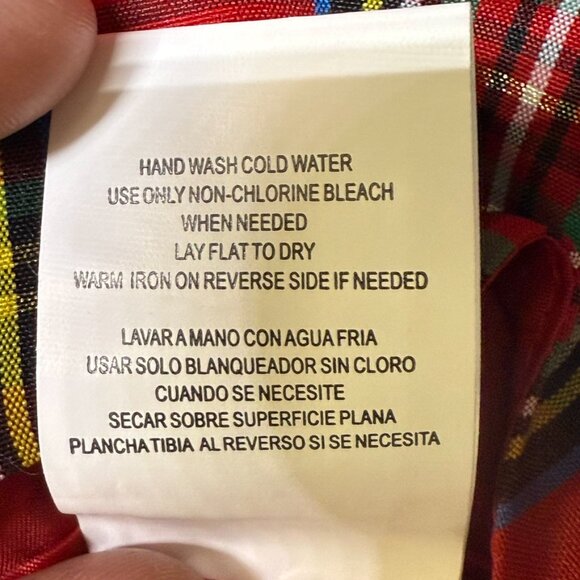 HAND WASH COLD WATER
USE ONLY NON-CHLORINE BLEACH
WHEN NEEDED
LAY FLAT TO DRY
WARM IRON ON REVERSE SIDE IF NEEDED
LAVAR A MANO CON AGUA FRIA
USAR SOLO BLANQUEADOR SIN CLORO
CUANDO SE NECESITE
SECAR SOBRE SUPERFICIE PLANA
PLANCHA TIBIA AL REVERSO SI SE NECESITA